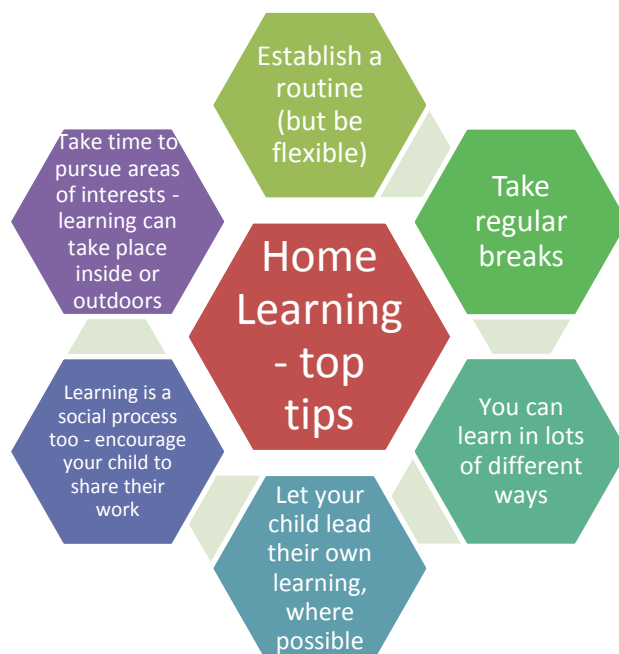 Establish a
routine
(but be
flexible)
Take
regular
breaks
You can
learn in lots
of different
ways
Let your
child lead
their own
learning,
where
possible
Learning is a
social process
too - encourage
your child to
share their
work
Take time to
pursue areas
of interests -
learning can
take place
inside or
outdoors
Home
Learning
- top
tips